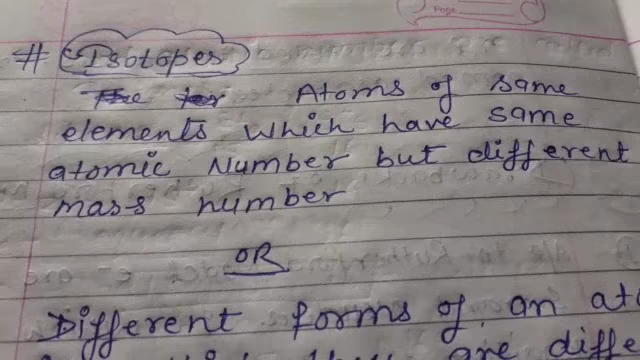 Page
# Isotopes
The for Atoms of same
elements which have same
atomic Number but different
mass number
OR
Different forms of an at
are diffe